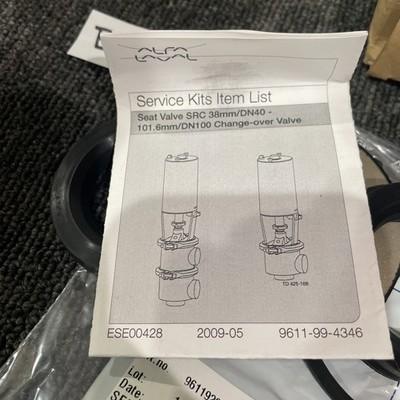 ALFA
LAVAL
Service Kits Item List
Seat Valve SRC 38mm/DN40 -
101.6mm/DN100 Change-over Valve
TD 425-166
ESE00428 2009-05 9611-99-4346
Lot:
Date: